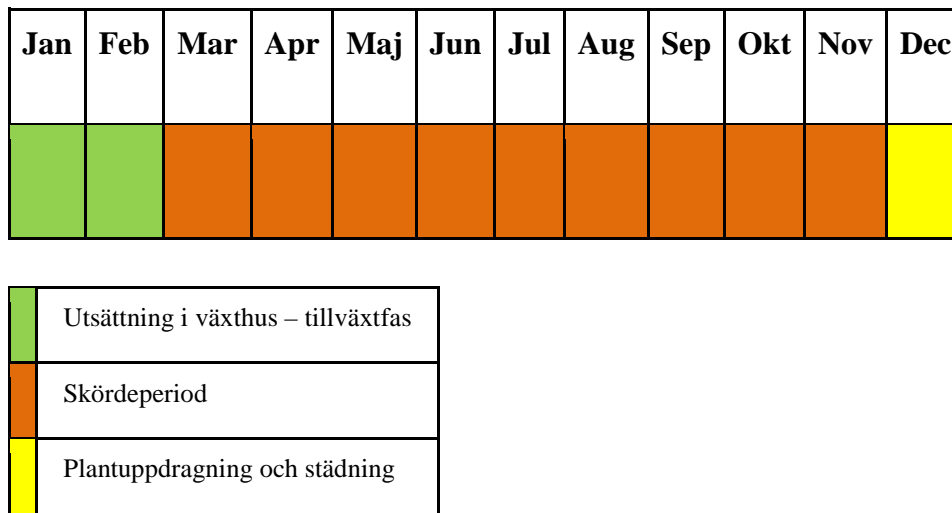 Jan Feb Mar Apr Maj Jun Jul Aug Sep Okt Nov Dec
Utsättning i växthus – tillväxtfas
Skördeperiod
Plantuppdragning och städning